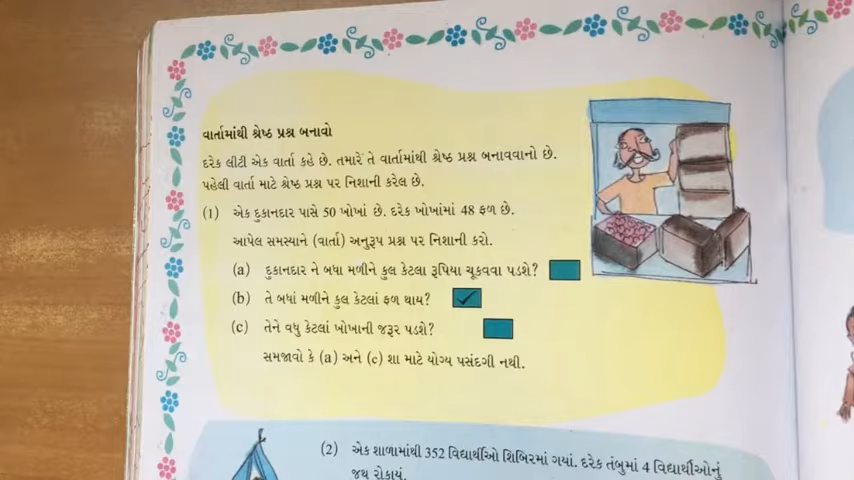 વાર્તામાંથી શ્રેષ્ઠ પ્રશ્ન બનાવો
દરેક લીટી એક વાર્તા કહે છે. તમારે તે વાર્તામાંથી શ્રેષ્ઠ પ્રશ્ન બનાવવાનો છે.
પહેલી વાર્તા માટે શ્રેષ્ઠ પ્રશ્ન પર નિશાની કરેલ છે.
(1) એક દુકાનદાર પાસે 50 ખોખાં છે. દરેક ખોખામાં 48 ફળ છે.
આપેલ સમસ્યાને (વાર્તા) અનુરૂપ પ્રશ્ન પર નિશાની કરો.
(a) દુકાનદાર ને બધા મળીને કુલ કેટલા રૂપિયા ચૂકવવા પડશે?
(b) તે બધાં મળીને કુલ કેટલાં ફળ થાય? ✓
(c) તેને વધુ કેટલાં ખોખાની જરૂર પડશે?
સમજાવો કે (a) અને (c) શા માટે યોગ્ય પસંદગી નથી.
(2) એક શાળામાંથી 352 વિદ્યાર્થીઓ શિબિરમાં ગયાં. દરેક તંબુમાં 4 વિદ્યાર્થીઓનું
જૂથ રોકાયું.